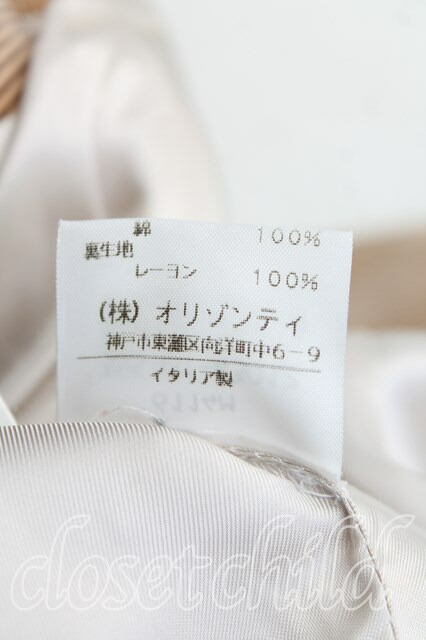 綿 100%
裏生地
レーヨン 100%
(株) オリゾンティ
神戸市東灘区向洋町中6-9
イタリア製
closetchild